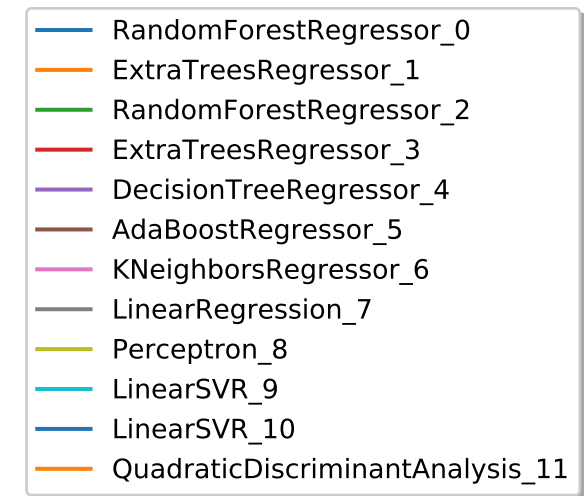 RandomForestRegressor_0
ExtraTreesRegressor_1
RandomForestRegressor_2
ExtraTreesRegressor_3
DecisionTreeRegressor_4
AdaBoostRegressor_5
KNeighborsRegressor_6
LinearRegression_7
Perceptron_8
LinearSVR_9
LinearSVR_10
QuadraticDiscriminantAnalysis_11